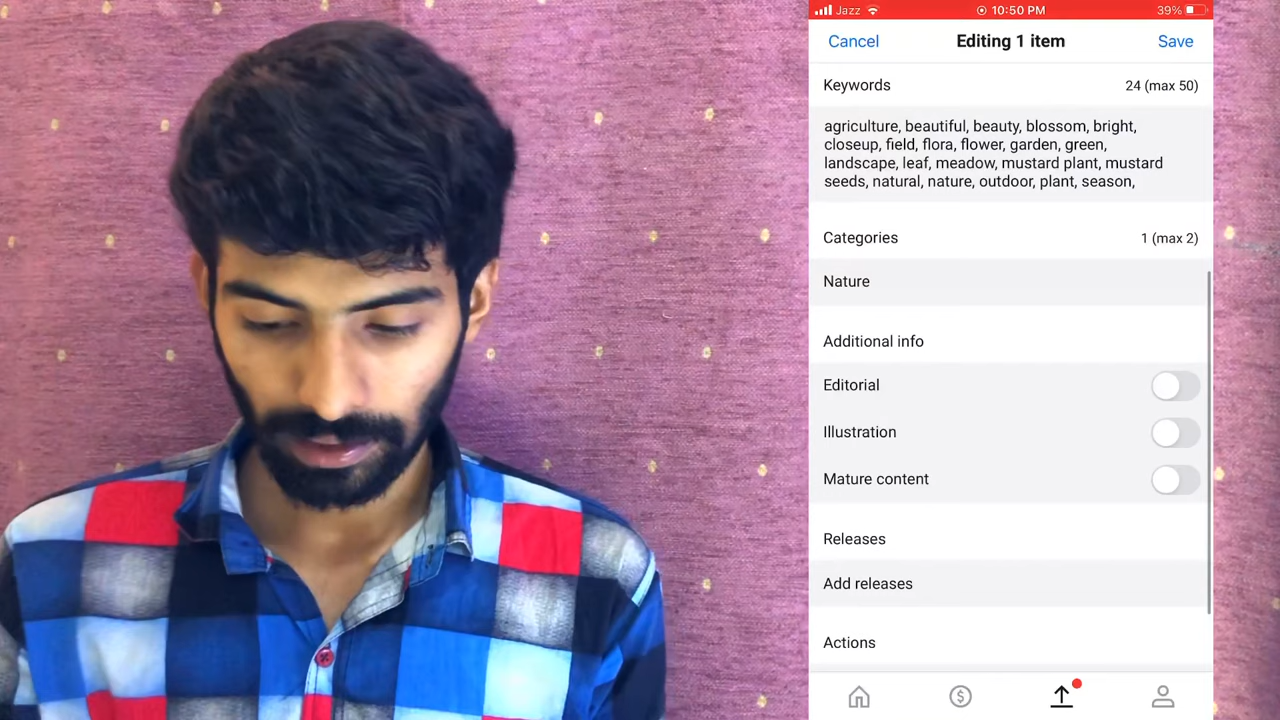 Jazz 10:50 PM 39%
Cancel Editing 1 item Save
Keywords 24 (max 50)
agriculture, beautiful, beauty, blossom, bright,
closeup, field, flora, flower, garden, green,
landscape, leaf, meadow, mustard plant, mustard
seeds, natural, nature, outdoor, plant, season,
Categories 1 (max 2)
Nature
Additional info
Editorial
Illustration
Mature content
Releases
Add releases
Actions